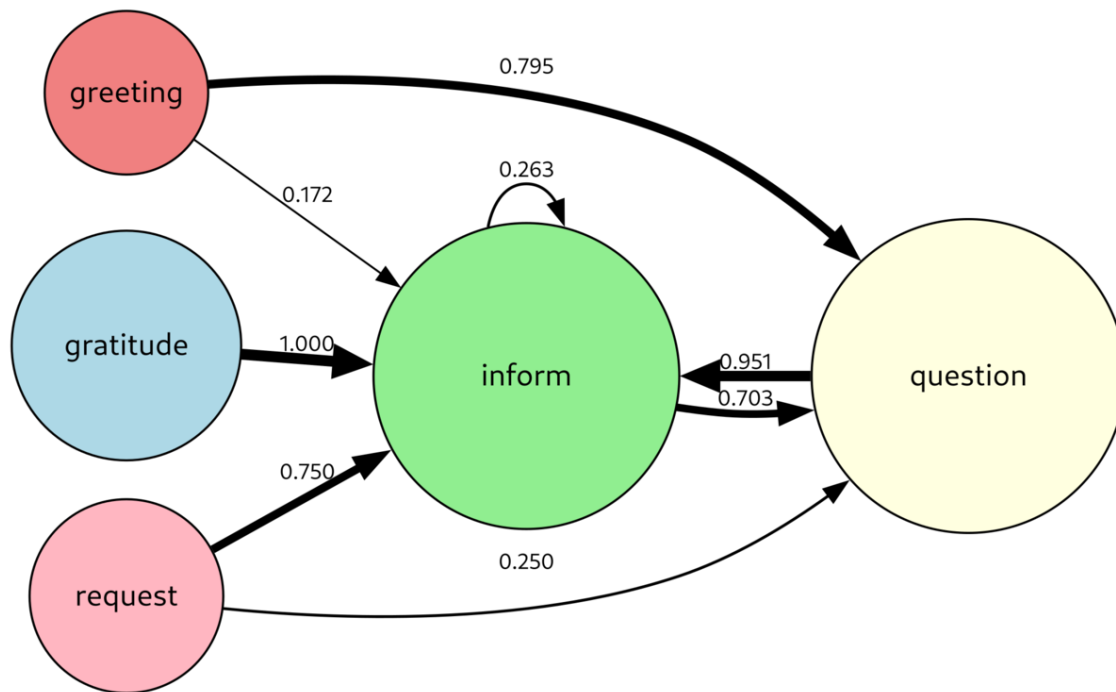 greeting
0.795
0.263
0.172
gratitude
1.000
inform
0.951
0.703
question
0.750
0.250
request